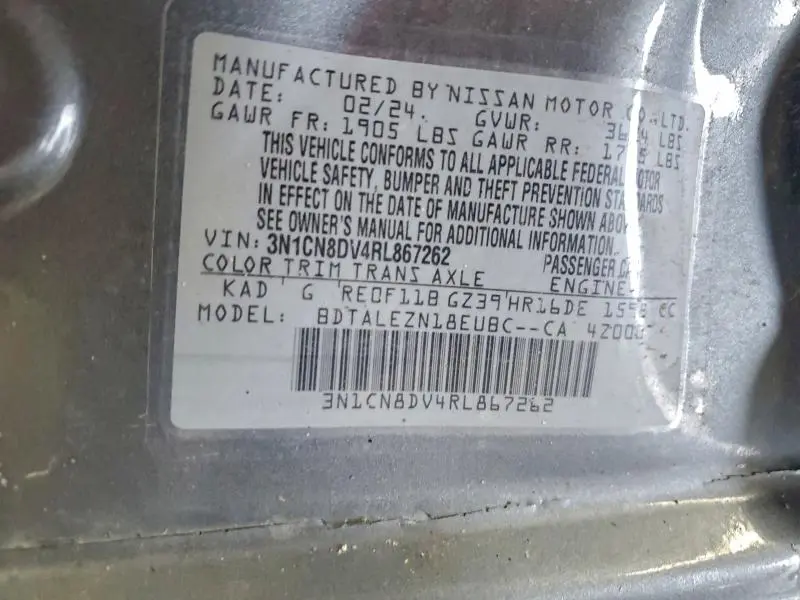 MANUFACTURED BY NISSAN MOTOR CO.,LTD.
DATE: 02/24. GVWR: LBS
GAWR FR: 1905 LBS GAWR RR: LBS
THIS VEHICLE CONFORMS TO ALL APPLICABLE FEDERAL MOTOR
VEHICLE SAFETY, BUMPER AND THEFT PREVENTION STANDARDS
IN EFFECT ON THE DATE OF MANUFACTURE SHOWN ABOVE
SEE OWNER'S MANUAL FOR ADDITIONAL INFORMATION.
VIN: 3N1CN8DV4RL867262 PASSENGER CAR
COLOR TRIM TRANS AXLE ENGINE
KAD G RE0F11B GZ39 HR16DE CC
MODEL: BDTALEZN18EUBC--CA
3N1CN8DV4RL867262